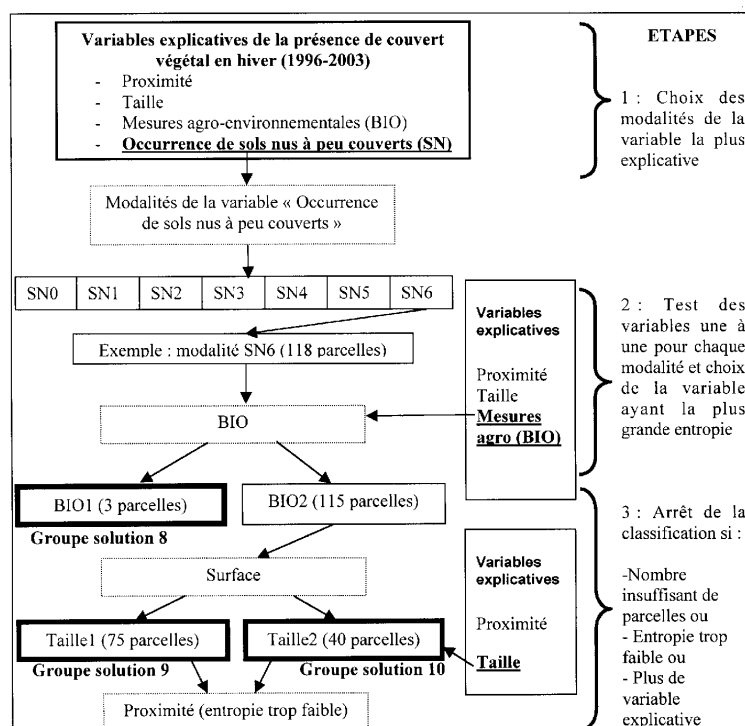 Variables explicatives de la présence de couvert
végétal en hiver (1996-2003)
- Proximité
- Taille
- Mesures agro-environnementales (BIO)
- Occurrence de sols nus à peu couverts (SN)
ETAPES
1 : Choix des
modalités de la
variable la plus
explicative
Modalités de la variable « Occurrence
de sols nus à peu couverts »
SN0 SN1 SN2 SN3 SN4 SN5 SN6
Exemple : modalité SN6 (118 parcelles)
Variables
explicatives
Proximité
Taille
Mesures
agro (BIO)
2 : Test des
variables une à
une pour chaque
modalité et choix
de la variable
ayant la plus
grande entropie
BIO
BIO1 (3 parcelles)
BIO2 (115 parcelles)
Groupe solution 8
Surface
Taille1 (75 parcelles)
Taille2 (40 parcelles)
Groupe solution 9
Groupe solution 10
Variables
explicatives
Proximité
Taille
3 : Arrêt de la
classification si :
-Nombre
insuffisant de
parcelles ou
- Entropie trop
faible ou
- Plus de
variable
explicative
Proximité (entropie trop faible)